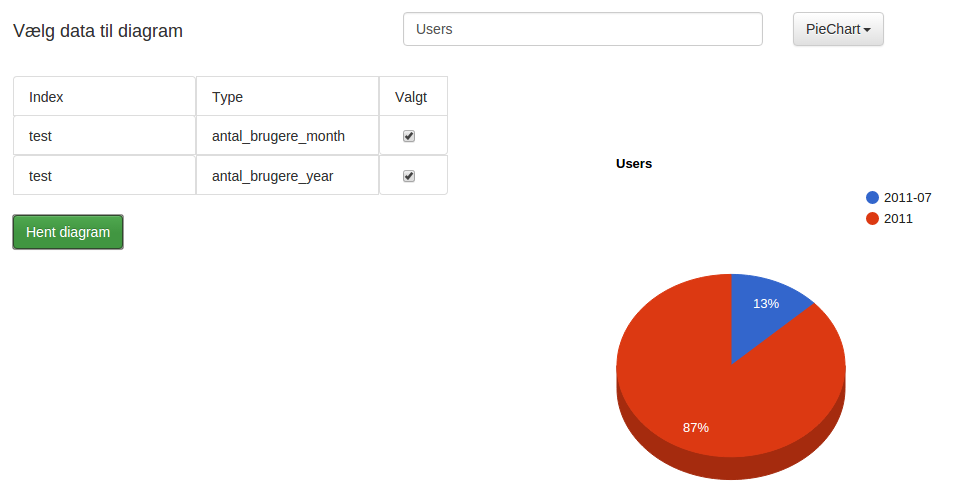 Vælg data til diagram
Users
PieChart
Index Type Valgt
test antal_brugere_month
test antal_brugere_year
Hent diagram
Users
2011-07
2011
13%
87%